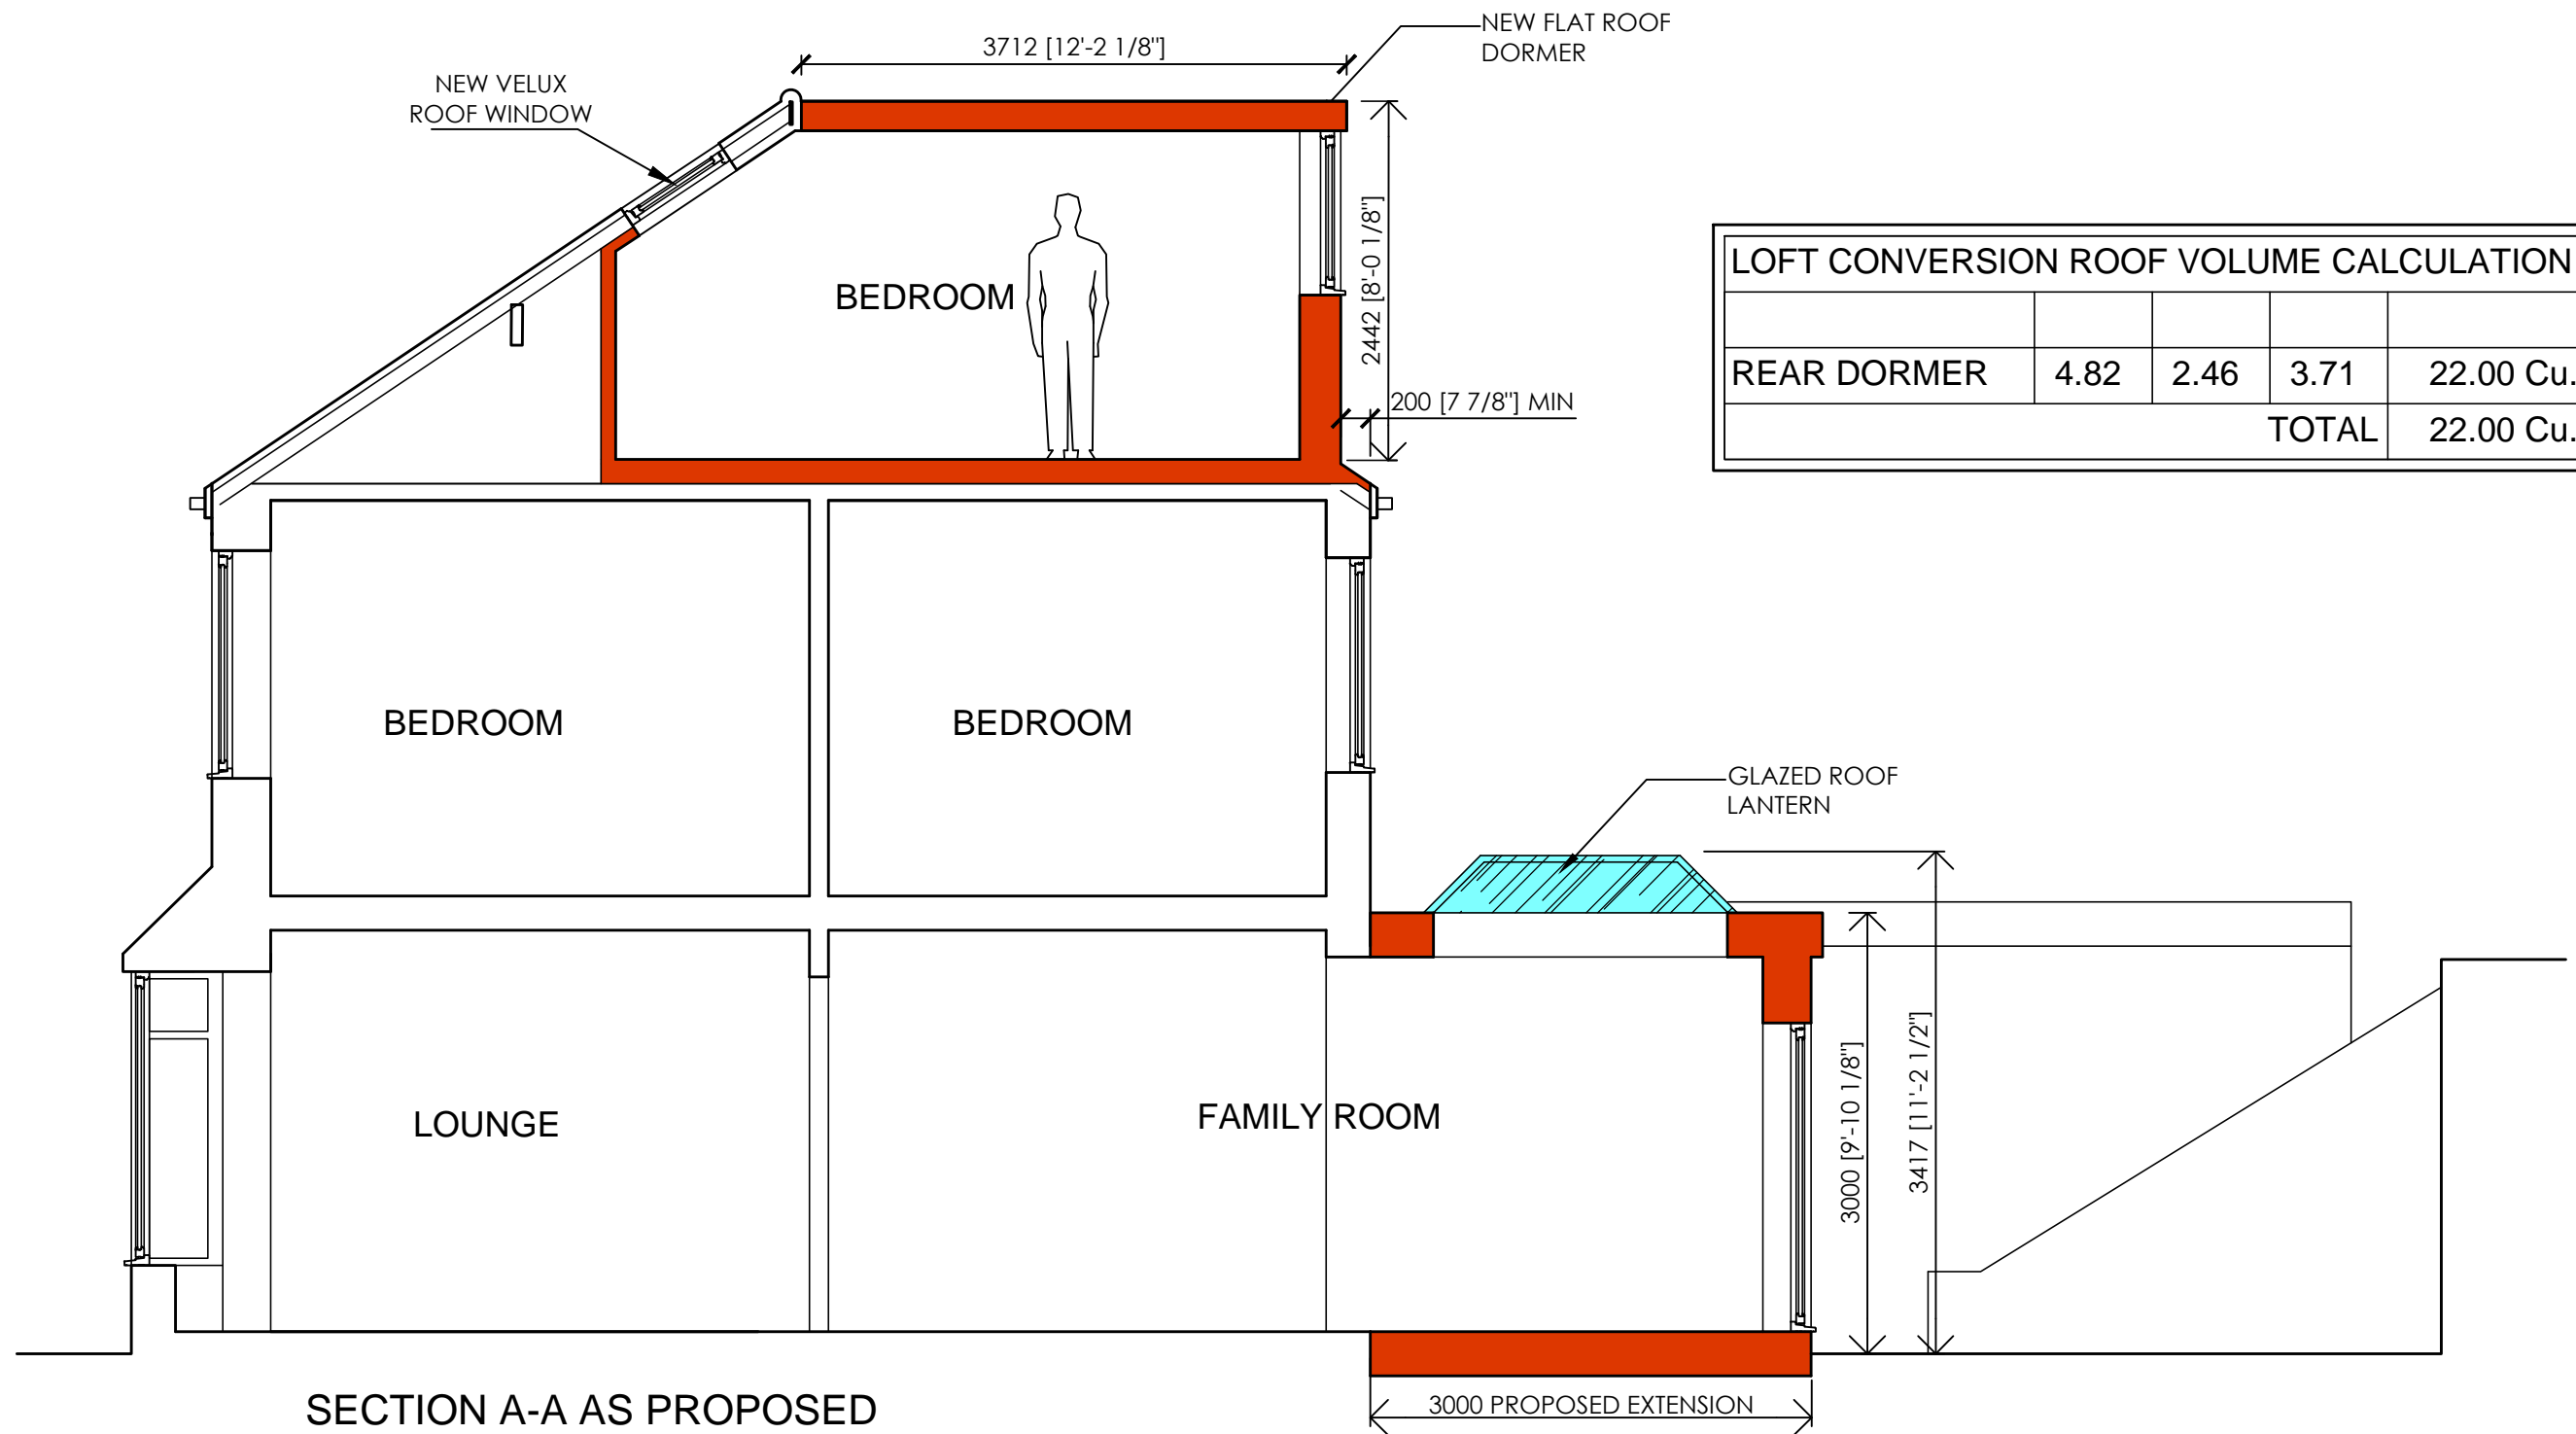 NEW FLAT ROOF
DORMER
3712 [12'-2 1/8"]
NEW VELUX
ROOF WINDOW
2442 [8'-0 1/8"]
BEDROOM
200 [7 7/8"] MIN
LOFT CONVERSION ROOF VOLUME CALCULATION
REAR DORMER 4.82 2.46 3.71 22.00 Cu.
TOTAL 22.00 Cu.
BEDROOM
BEDROOM
GLAZED ROOF
LANTERN
LOUNGE
FAMILY ROOM
3000 [9'-10 1/8"]
3417 [11'-2 1/2"]
3000 PROPOSED EXTENSION
SECTION A-A AS PROPOSED